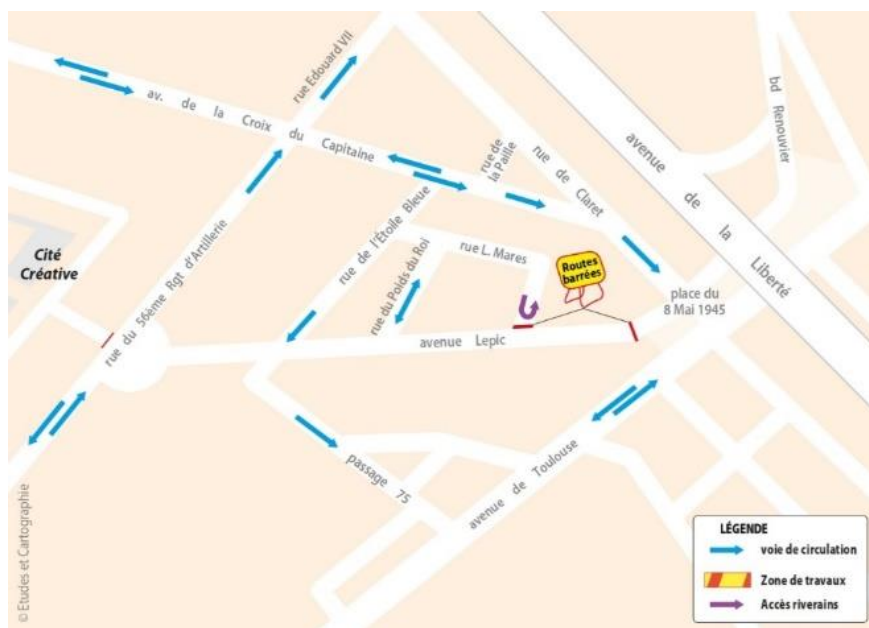 rue Edouard VII
av. de la Croix du Capitaine
rue de
la Paille
rue de Claret
avenue de la Liberté
bd Renouvier
Cité
Créative
rue du 56ème Rgt d'Artillerie
rue de l'Étoile Bleue
rue du Poids du Roi
rue L. Mares
Routes
barrées
place du
8 Mai 1945
avenue Lepic
passage 75
avenue de Toulouse
© Etudes et Cartographie
LÉGENDE
voie de circulation
Zone de travaux
Accès riverains